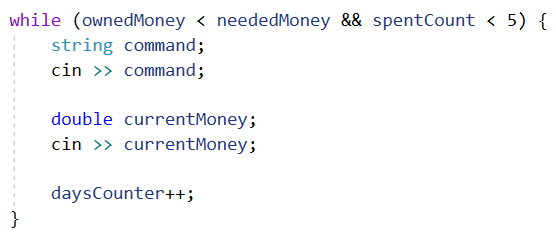 while (ownedMoney < neededMoney && spentCount < 5) {
    string command;
    cin >> command;

    double currentMoney;
    cin >> currentMoney;

    daysCounter++;
}